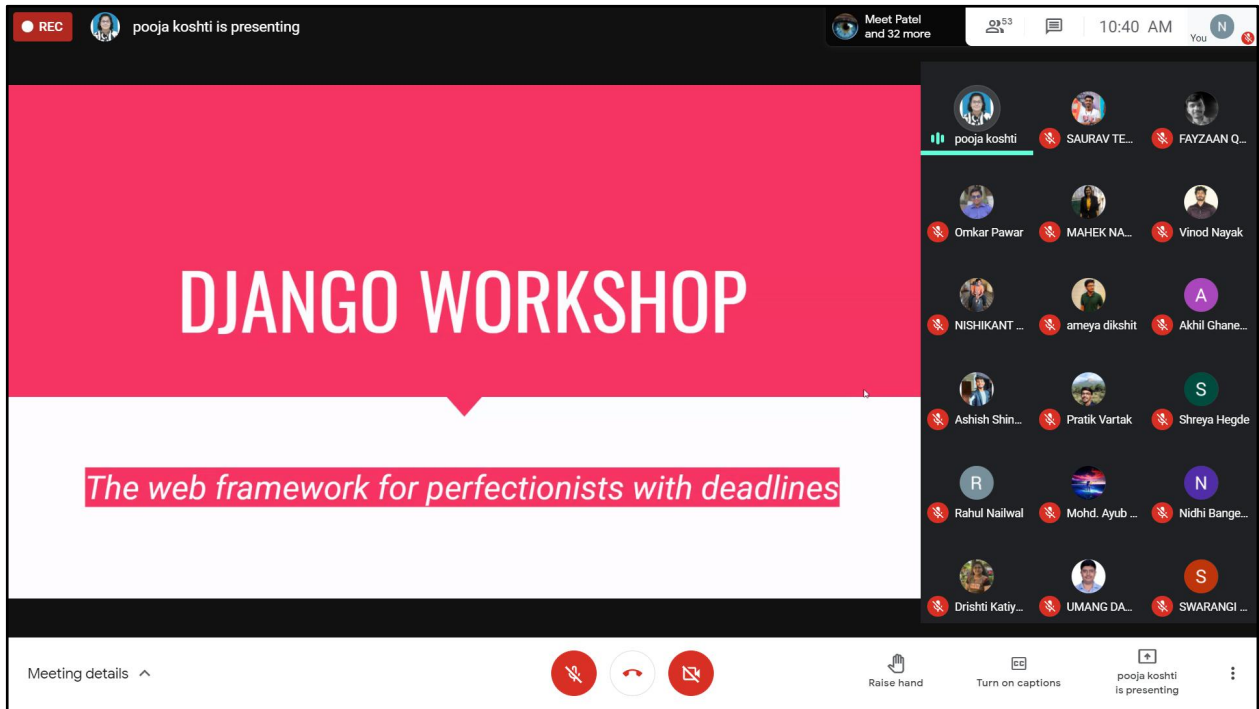 REC
pooja koshti is presenting
Meet Patel
and 32 more
53
10:40 AM
You
N
pooja koshti
SAURAV TE...
FAYZAAN Q...
Omkar Pawar
MAHEK NA...
Vinod Nayak
NISHIKANT ...
ameya dikshit
A
Akhil Ghane...
Ashish Shin...
Pratik Vartak
S
Shreya Hegde
R
Rahul Nailwal
Mohd. Ayub ...
N
Nidhi Bange...
Drishti Katiy...
UMANG DA...
S
SWARANGI ...
DJANGO WORKSHOP
The web framework for perfectionists with deadlines
Meeting details
Raise hand
CC
Turn on captions
pooja koshti
is presenting